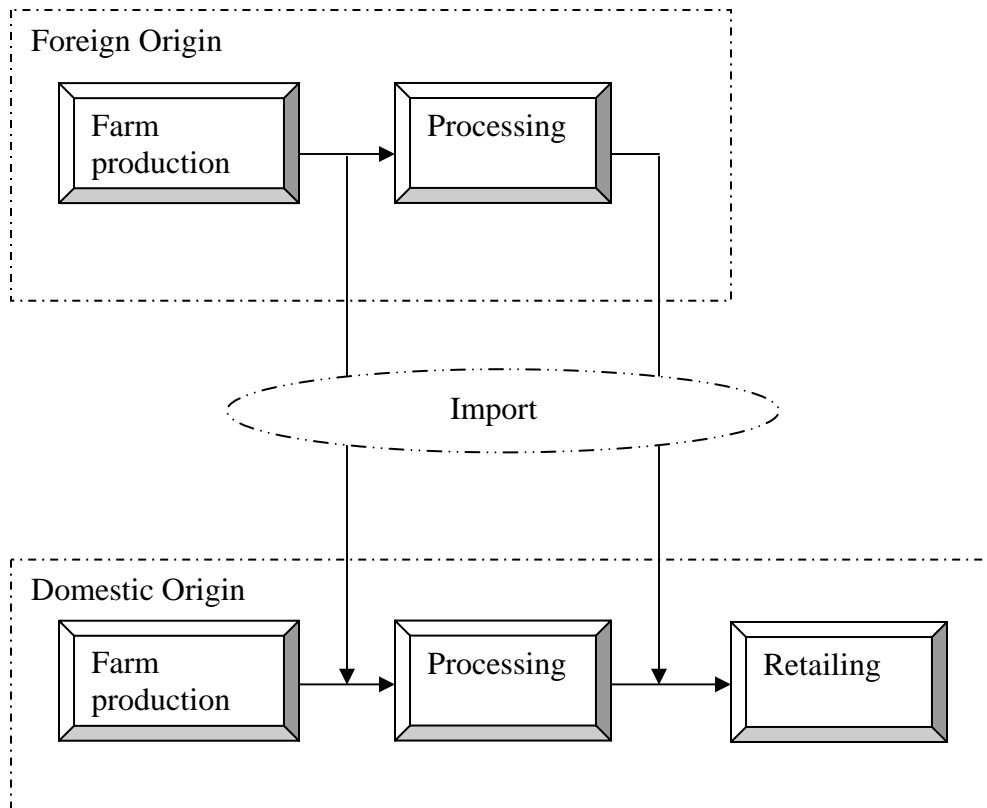 Foreign Origin
Farm
production
Processing
Import
Domestic Origin
Farm
production
Processing
Retailing